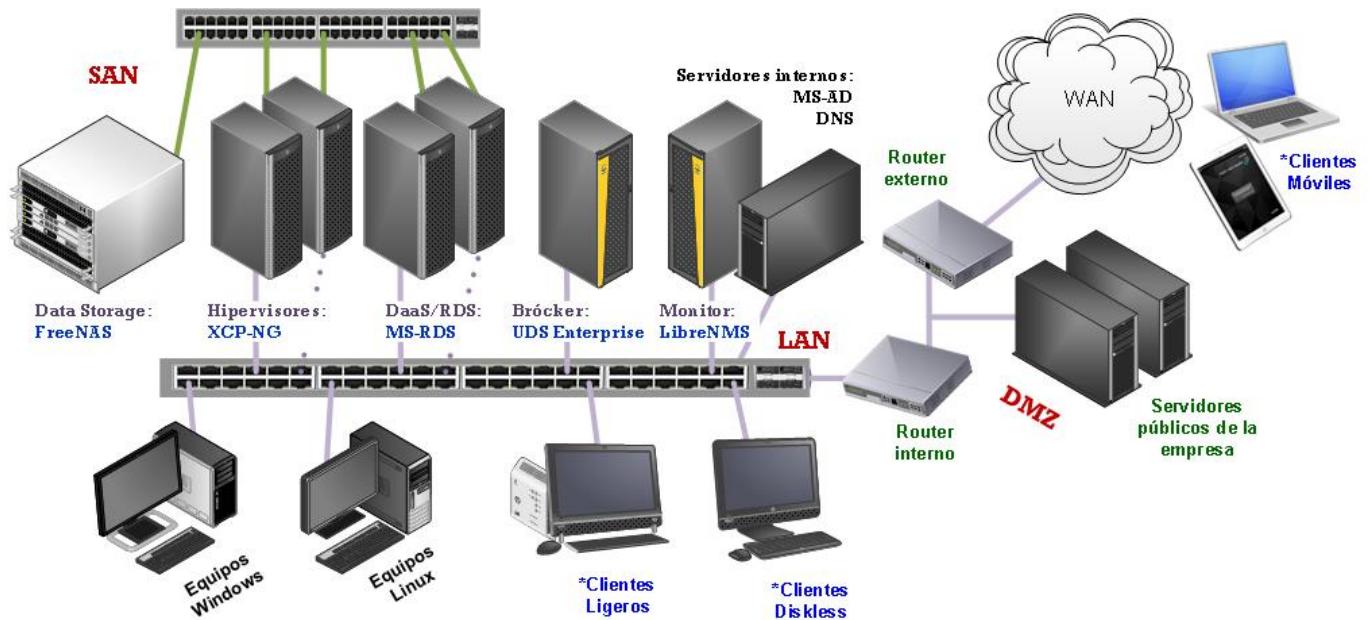 SAN
Servidores internos:
MS-AD
DNS
WAN
*Clientes
Móviles
Router
externo
Data Storage:
FreeNAS
Hipervisores:
XCP-NG
DaaS/RDS:
MS-RDS
Brócker:
UDS Enterprise
Monitor:
LibreNMS
LAN
DMZ
Router
interno
Servidores
públicos de la
empresa
Equipos
Windows
Equipos
Linux
*Clientes
Ligeros
*Clientes
Diskless